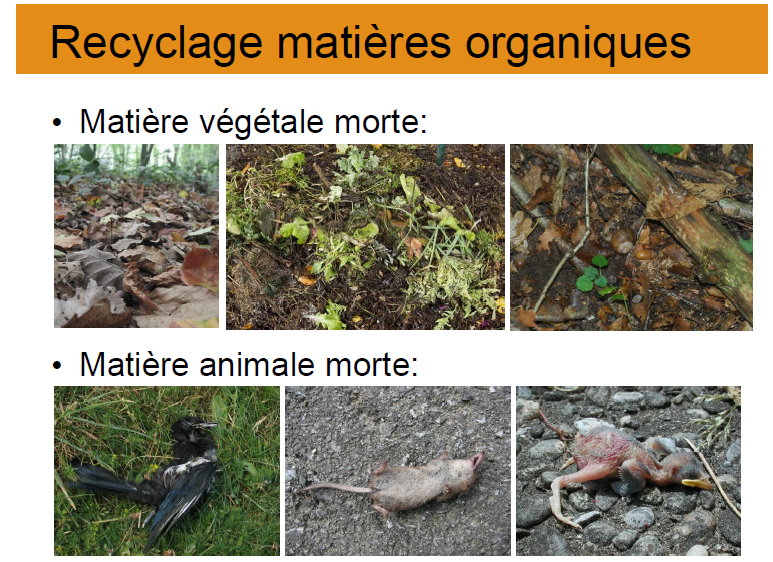 Recyclage matières organiques
• Matière végétale morte:
• Matière animale morte: